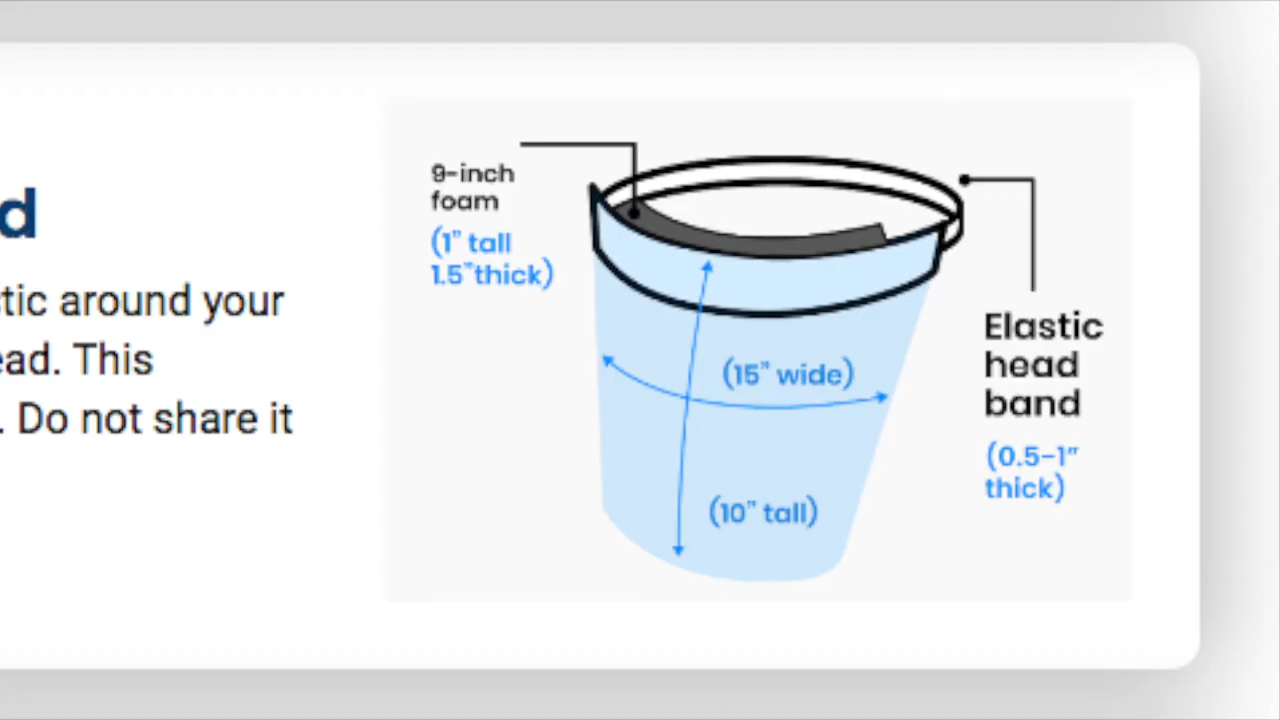 d
stic around your
ead. This
. Do not share it
9-inch
foam
(1” tall
1.5”thick)
(15” wide)
(10” tall)
Elastic
head
band
(0.5-1”
thick)